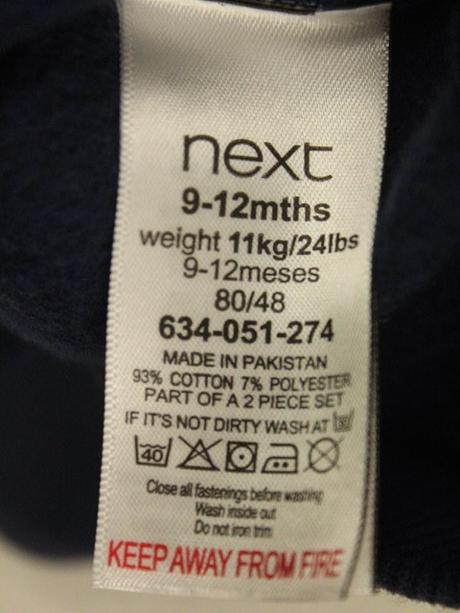 next
9-12mths
weight 11kg/24lbs
9-12meses
80/48
634-051-274
MADE IN PAKISTAN
93% COTTON 7% POLYESTER
PART OF A 2 PIECE SET
IF IT'S NOT DIRTY WASH AT 30
40
Close all fastenings before washing
Wash inside out
Do not iron trim
KEEP AWAY FROM FIRE